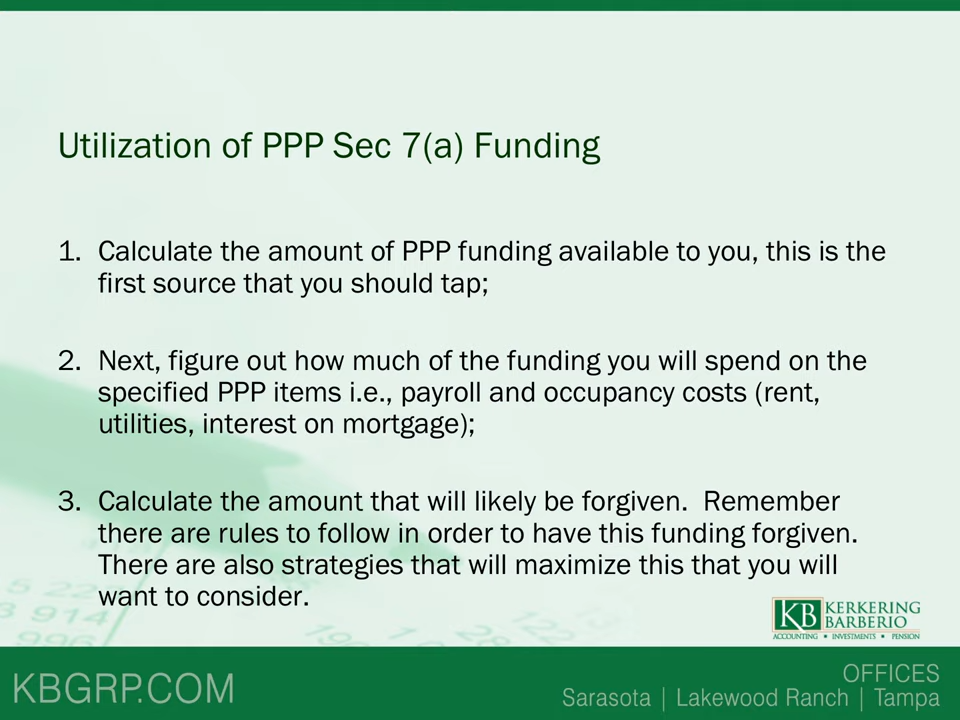 Utilization of PPP Sec 7(a) Funding
1. Calculate the amount of PPP funding available to you, this is the
first source that you should tap;
2. Next, figure out how much of the funding you will spend on the
specified PPP items i.e., payroll and occupancy costs (rent,
utilities, interest on mortgage);
3. Calculate the amount that will likely be forgiven.  Remember
there are rules to follow in order to have this funding forgiven.
There are also strategies that will maximize this that you will
want to consider.
5 227
8 914
996
KB KERKERING
BARBERIO
ACCOUNTING • INVESTMENTS • PENSION
KBGRP.COM
OFFICES
Sarasota | Lakewood Ranch | Tampa